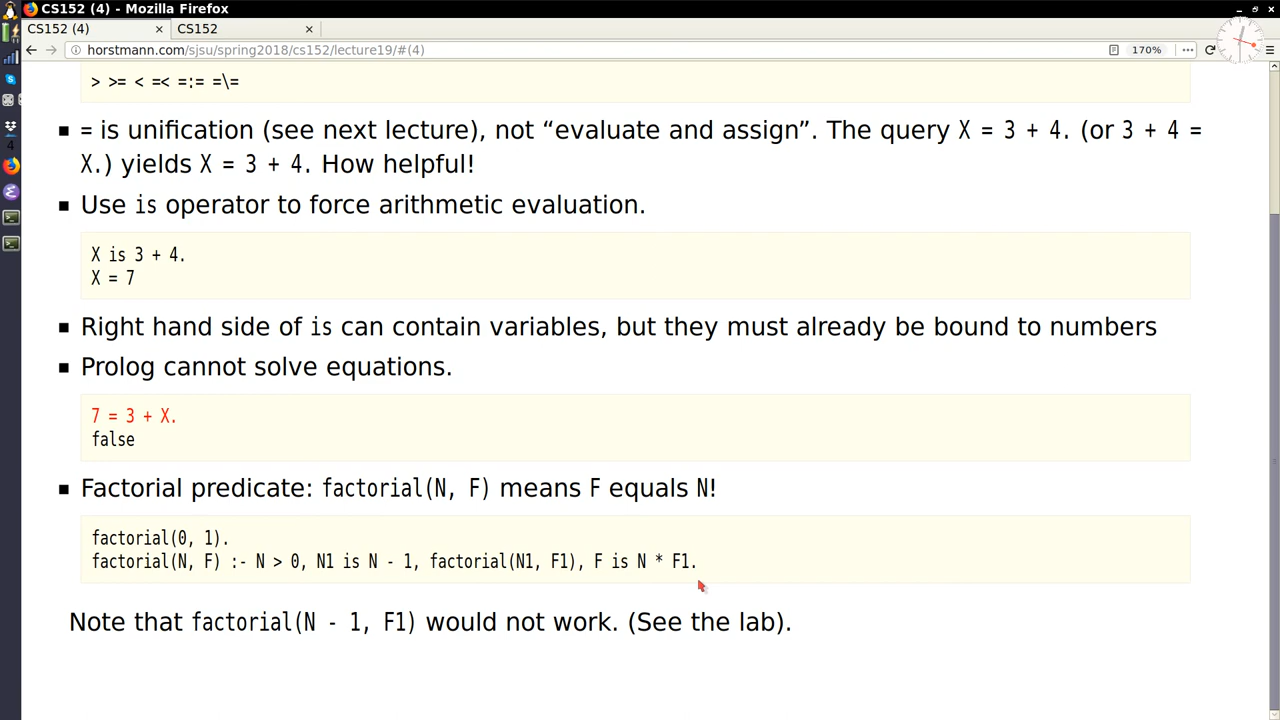 CS152 (4) - Mozilla Firefox
CS152 (4) × CS152 ×
horstmann.com/sjsu/spring2018/cs152/lecture19/#(4) 170%
> >= < =< =:= =\=
▪ = is unification (see next lecture), not “evaluate and assign”. The query X = 3 + 4. (or 3 + 4 =
X.) yields X = 3 + 4. How helpful!
▪ Use is operator to force arithmetic evaluation.
X is 3 + 4.
X = 7
▪ Right hand side of is can contain variables, but they must already be bound to numbers
▪ Prolog cannot solve equations.
7 = 3 + X.
false
▪ Factorial predicate: factorial(N, F) means F equals N!
factorial(0, 1).
factorial(N, F) :- N > 0, N1 is N - 1, factorial(N1, F1), F is N * F1.
Note that factorial(N - 1, F1) would not work. (See the lab).
4